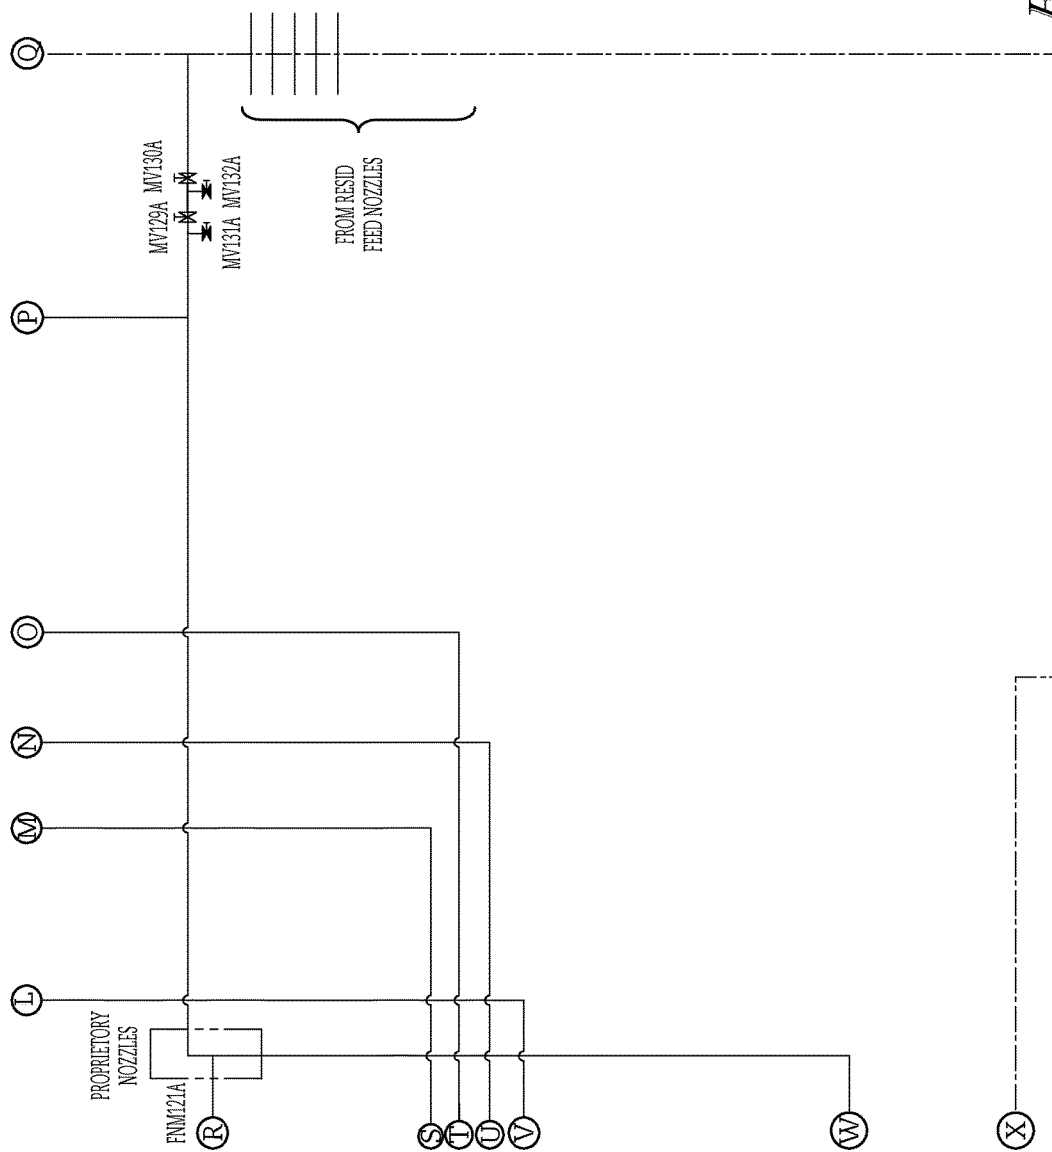 Q
MV129A MV130A
MV131A MV132A
FROM RESID
FEED NOZZLES
P
O
N
M
L
PROPRIETORY
NOZZLES
FNM121A
R
S
T
U
V
W
X